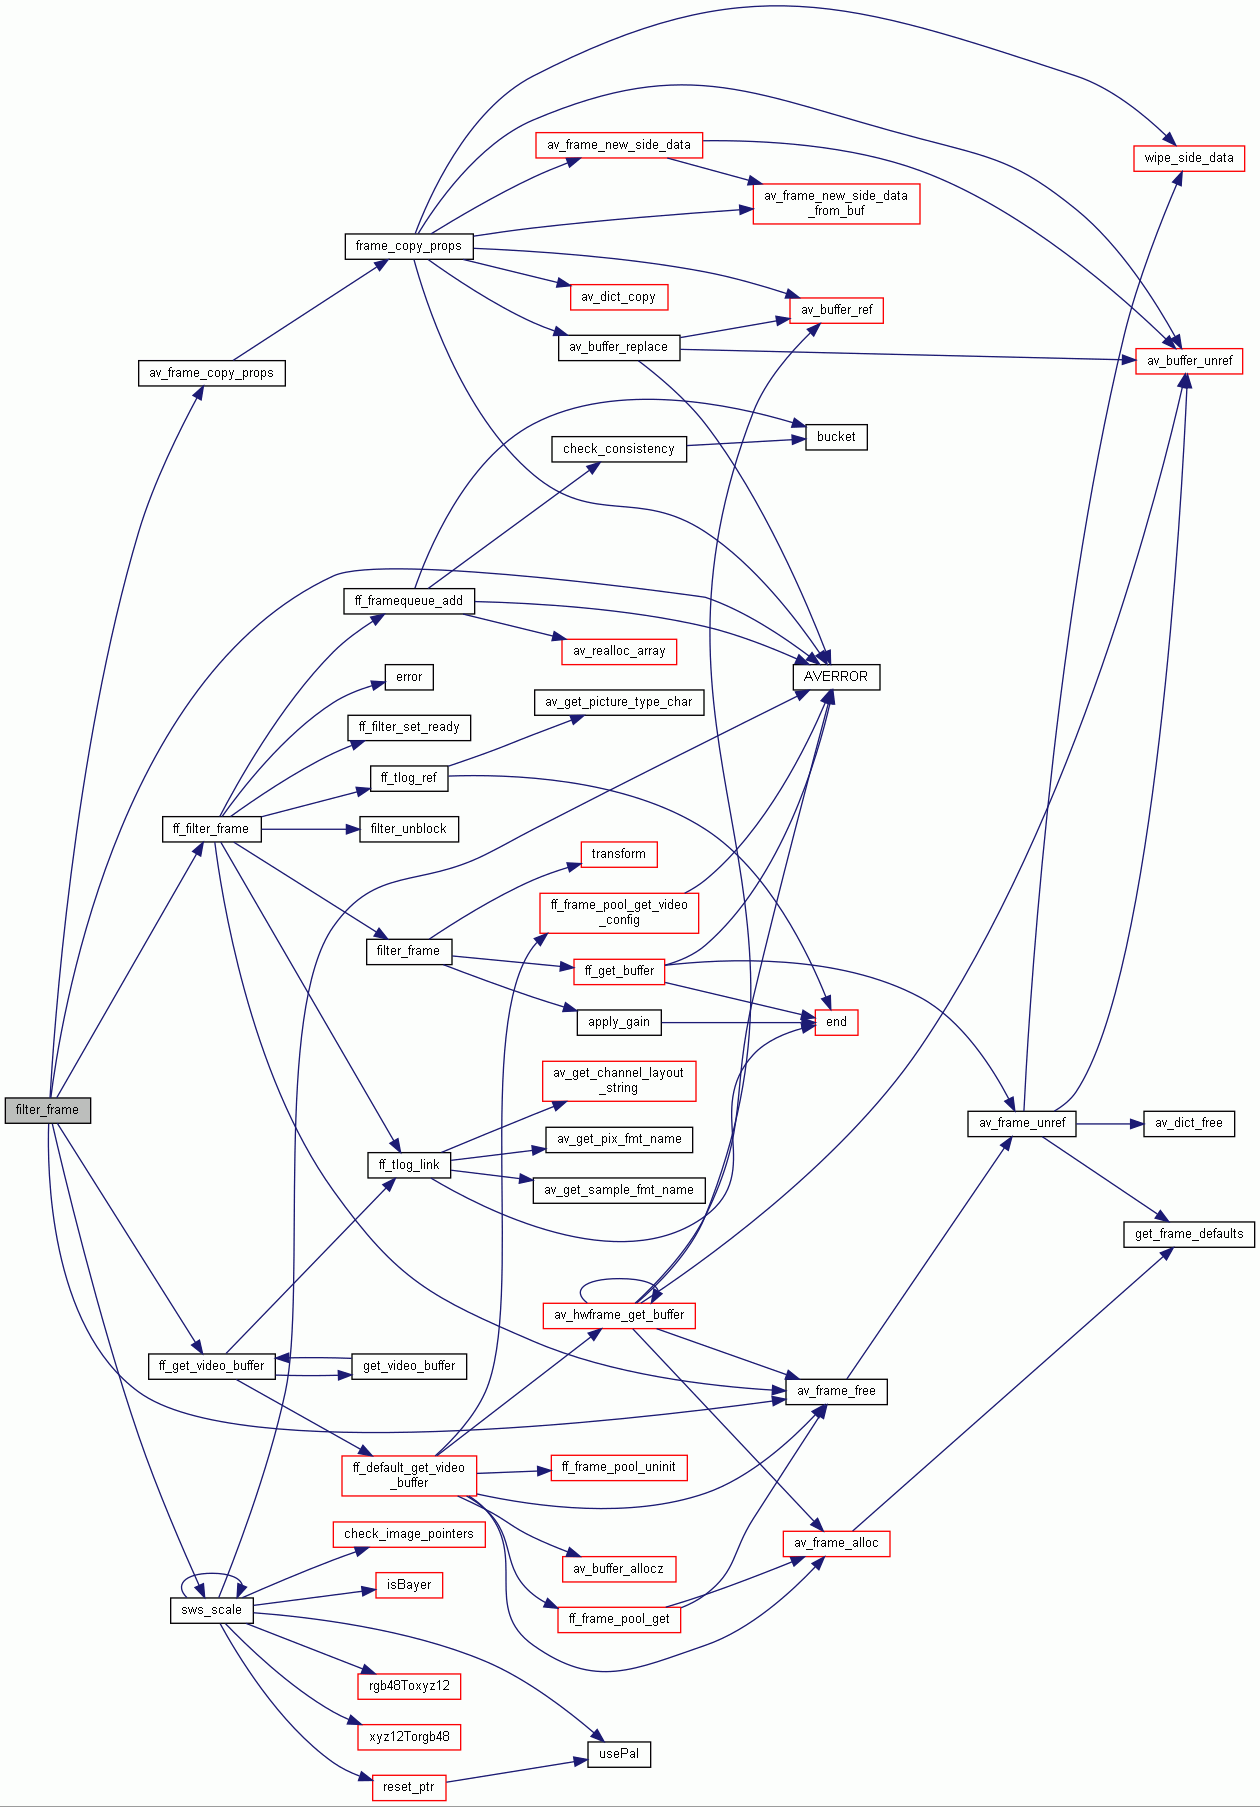 av_frame_new_side_data
wipe_side_data
av_frame_new_side_data
_from_buf
frame_copy_props
av_dict_copy
av_buffer_ref
av_buffer_replace
av_buffer_unref
av_frame_copy_props
bucket
check_consistency
ff_framequeue_add
av_realloc_array
error
AVERROR
av_get_picture_type_char
ff_filter_set_ready
ff_tlog_ref
ff_filter_frame
filter_unblock
transform
ff_frame_pool_get_video
_config
filter_frame
ff_get_buffer
apply_gain
end
av_get_channel_layout
_string
filter_frame
av_frame_unref
av_dict_free
av_get_pix_fmt_name
ff_tlog_link
av_get_sample_fmt_name
get_frame_defaults
av_hwframe_get_buffer
ff_get_video_buffer
get_video_buffer
av_frame_free
ff_default_get_video
_buffer
ff_frame_pool_uninit
check_image_pointers
av_frame_alloc
av_buffer_allocz
isBayer
sws_scale
ff_frame_pool_get
rgb48Toxyz12
xyz12Torgb48
usePal
reset_ptr